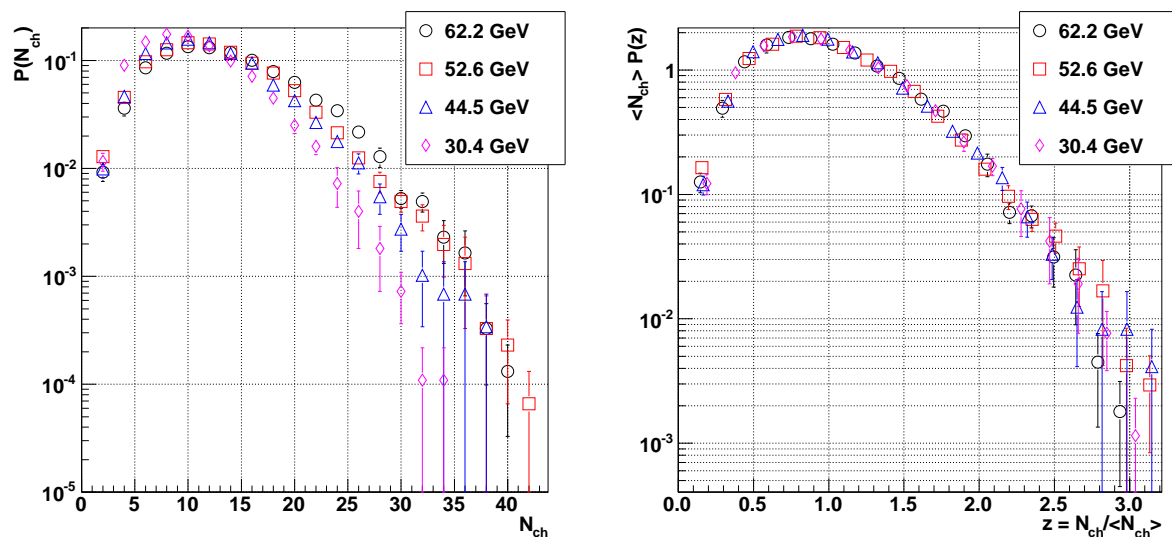 P(N_ch)
10^-1
10^-2
10^-3
10^-4
10^-5
0 5 10 15 20 25 30 35 40
N_ch
62.2 GeV
52.6 GeV
44.5 GeV
30.4 GeV
<N_ch> P(z)
1
10^-1
10^-2
10^-3
0.0 0.5 1.0 1.5 2.0 2.5 3.0
z = N_ch/<N_ch>
62.2 GeV
52.6 GeV
44.5 GeV
30.4 GeV